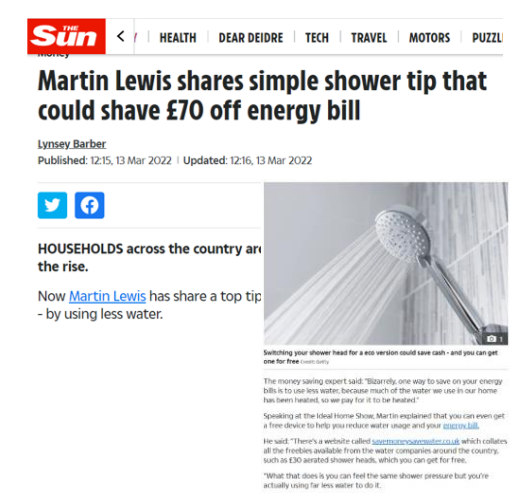 THE
Sun
HEALTH DEAR DEIDRE TECH TRAVEL MOTORS PUZZL
Money
Martin Lewis shares simple shower tip that
could shave £70 off energy bill
Lynsey Barber
Published: 12:15, 13 Mar 2022 | Updated: 12:16, 13 Mar 2022
HOUSEHOLDS across the country are
the rise.
Now Martin Lewis has share a top tip
- by using less water.
1
Switching your shower head for a eco version could save cash - and you can get
one for free Credit: Getty
The money saving expert said: "Bizarrely, one way to save on your energy
bills is to use less water, because much of the water we use in our home
has been heated, so we pay for it to be heated."
Speaking at the Ideal Home Show, Martin explained that you can even get
a free device to help you reduce water usage and your energy bill.
He said: "There's a website called savemoneysavewater.co.uk which collates
all the freebies available from the water companies around the country,
such as £30 aerated shower heads, which you can get for free.
"What that does is you can feel the same shower pressure but you're
actually using far less water to do it.